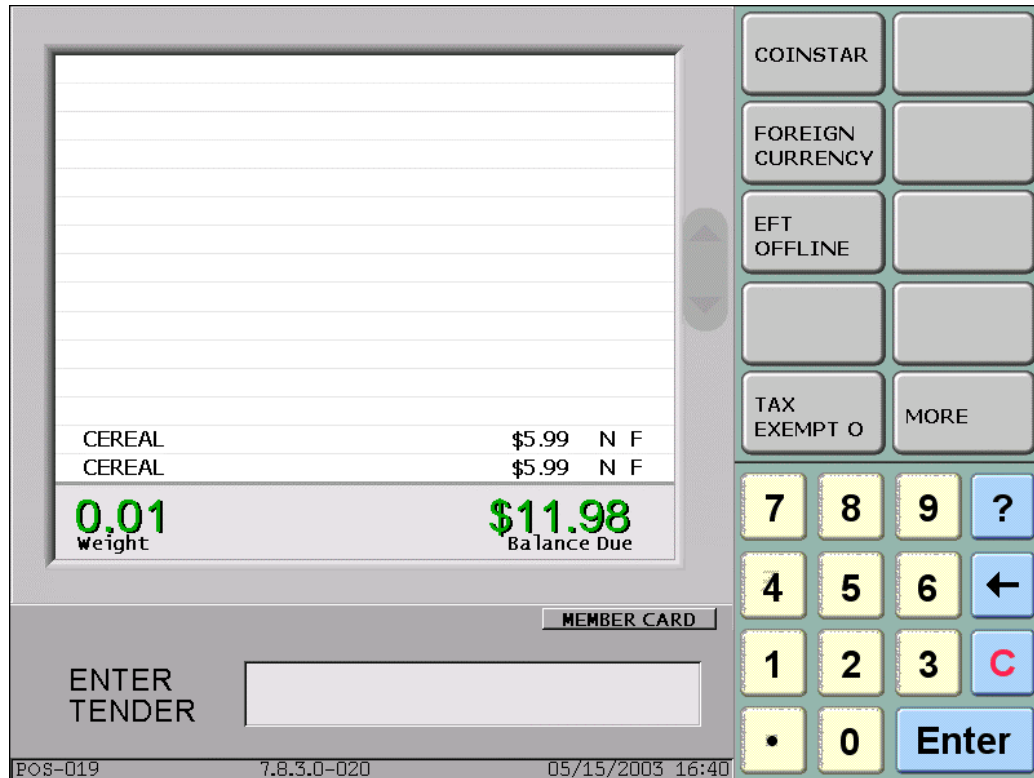 CEREAL $5.99 N F
CEREAL $5.99 N F
0.01 $11.98
Weight Balance Due
MEMBER CARD
ENTER
TENDER
POS-019 7.8.3.0-020 05/15/2003 16:40
COINSTAR
FOREIGN
CURRENCY
EFT
OFFLINE
TAX
EXEMPT O
MORE
7 8 9 ?
4 5 6 ←
1 2 3 C
. 0 Enter